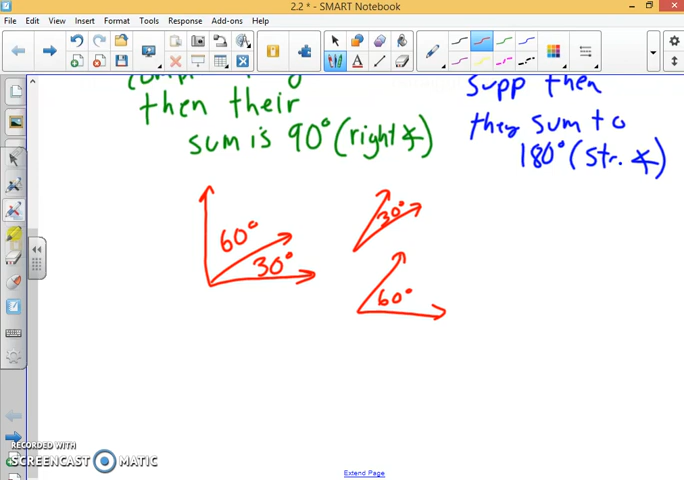 2.2 * - SMART Notebook
File Edit View Insert Format Tools Response Add-ons Help
then their
sum is 90° (right ∢)
supp then
they sum to
180° (str. ∢)
60°
30°
30°
60°
RECORDED WITH
SCREENCAST MATIC
Extend Page